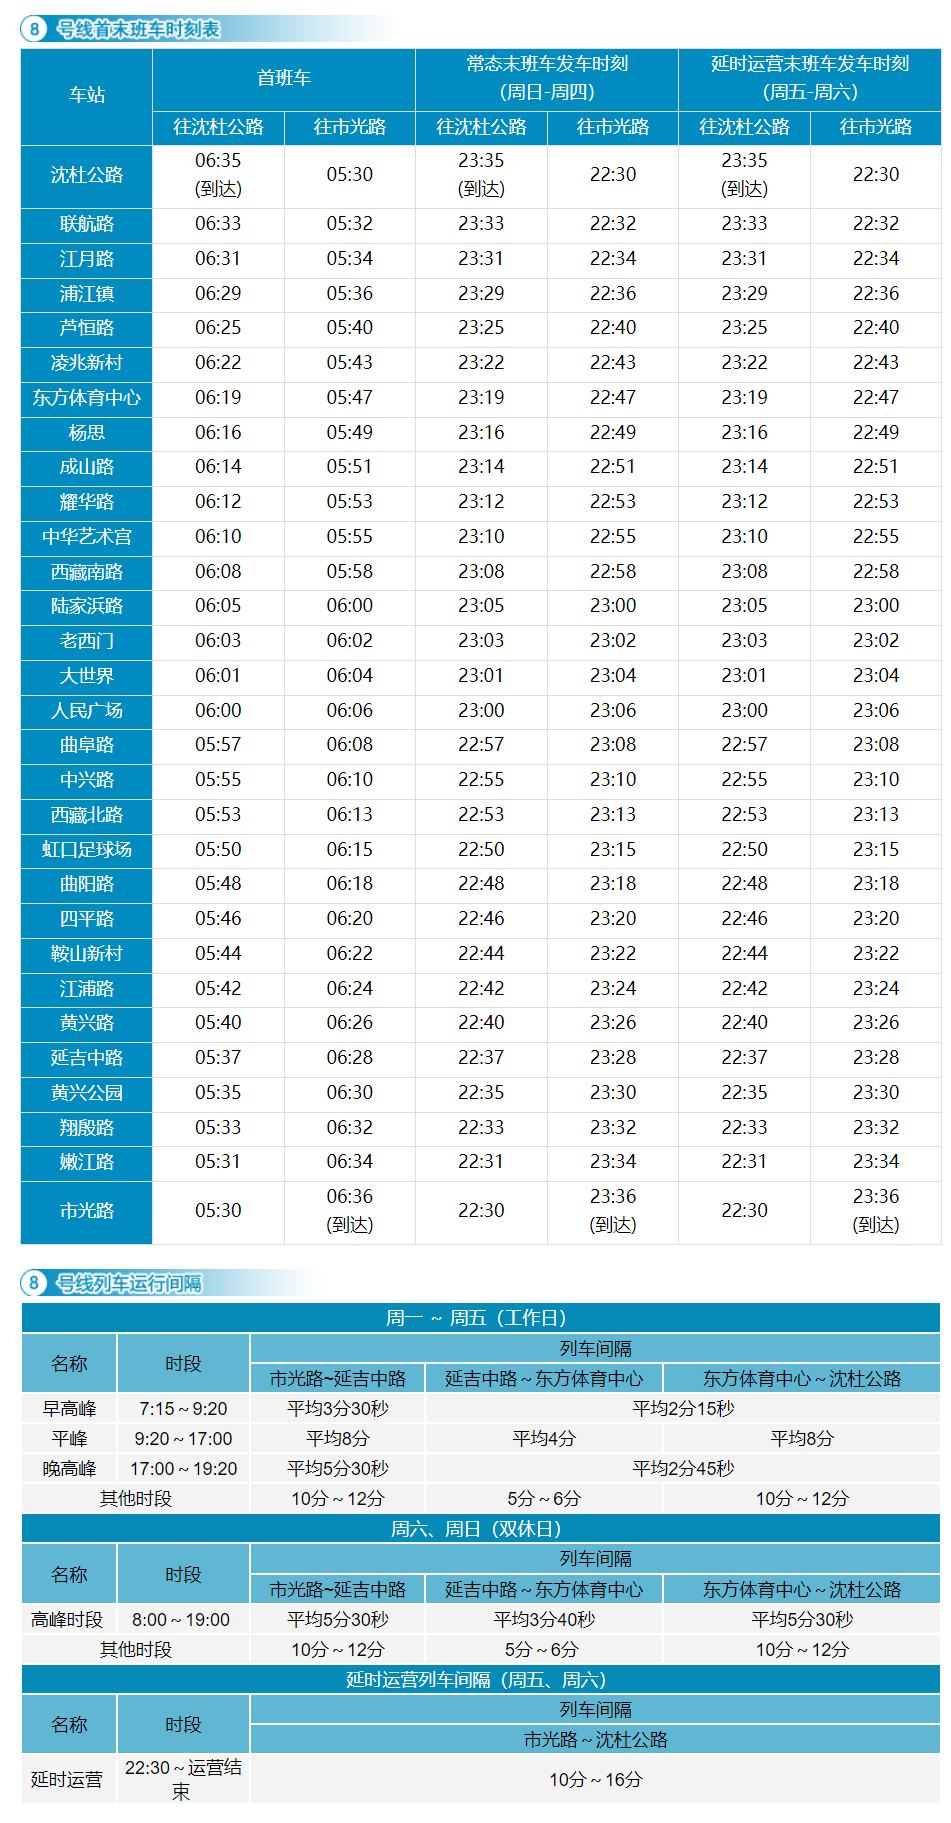 8 号线首末班车时刻表
车站 首班车 常态末班车发车时刻 延时运营末班车发车时刻
(周日-周四) (周五-周六)
往沈杜公路 往市光路 往沈杜公路 往市光路 往沈杜公路 往市光路
沈杜公路 06:35 05:30 23:35 22:30 23:35 22:30
(到达) (到达) (到达)
联航路 06:33 05:32 23:33 22:32 23:33 22:32
江月路 06:31 05:34 23:31 22:34 23:31 22:34
浦江镇 06:29 05:36 23:29 22:36 23:29 22:36
芦恒路 06:25 05:40 23:25 22:40 23:25 22:40
凌兆新村 06:22 05:43 23:22 22:43 23:22 22:43
东方体育中心 06:19 05:47 23:19 22:47 23:19 22:47
杨思 06:16 05:49 23:16 22:49 23:16 22:49
成山路 06:14 05:51 23:14 22:51 23:14 22:51
耀华路 06:12 05:53 23:12 22:53 23:12 22:53
中华艺术宫 06:10 05:55 23:10 22:55 23:10 22:55
西藏南路 06:08 05:58 23:08 22:58 23:08 22:58
陆家浜路 06:05 06:00 23:05 23:00 23:05 23:00
老西门 06:03 06:02 23:03 23:02 23:03 23:02
大世界 06:01 06:04 23:01 23:04 23:01 23:04
人民广场 06:00 06:06 23:00 23:06 23:00 23:06
曲阜路 05:57 06:08 22:57 23:08 22:57 23:08
中兴路 05:55 06:10 22:55 23:10 22:55 23:10
西藏北路 05:53 06:13 22:53 23:13 22:53 23:13
虹口足球场 05:50 06:15 22:50 23:15 22:50 23:15
曲阳路 05:48 06:18 22:48 23:18 22:48 23:18
四平路 05:46 06:20 22:46 23:20 22:46 23:20
鞍山新村 05:44 06:22 22:44 23:22 22:44 23:22
江浦路 05:42 06:24 22:42 23:24 22:42 23:24
黄兴路 05:40 06:26 22:40 23:26 22:40 23:26
延吉中路 05:37 06:28 22:37 23:28 22:37 23:28
黄兴公园 05:35 06:30 22:35 23:30 22:35 23:30
翔殷路 05:33 06:32 22:33 23:32 22:33 23:32
嫩江路 05:31 06:34 22:31 23:34 22:31 23:34
市光路 05:30 06:36 22:30 23:36 22:30 23:36
(到达) (到达) (到达)
8 号线列车运行间隔
周一 ~ 周五（工作日）
名称 时段 列车间隔
市光路~延吉中路 延吉中路～东方体育中心 东方体育中心～沈杜公路
早高峰 7:15～9:20 平均3分30秒 平均2分15秒
平峰 9:20～17:00 平均8分 平均4分 平均8分
晚高峰 17:00～19:20 平均5分30秒 平均2分45秒
其他时段 10分～12分 5分～6分 10分～12分
周六、周日（双休日）
名称 时段 列车间隔
市光路~延吉中路 延吉中路～东方体育中心 东方体育中心～沈杜公路
高峰时段 8:00～19:00 平均5分30秒 平均3分40秒 平均5分30秒
其他时段 10分～12分 5分～6分 10分～12分
延时运营列车间隔（周五、周六）
名称 时段 列车间隔
市光路～沈杜公路
延时运营 22:30～运营结 10分～16分
束